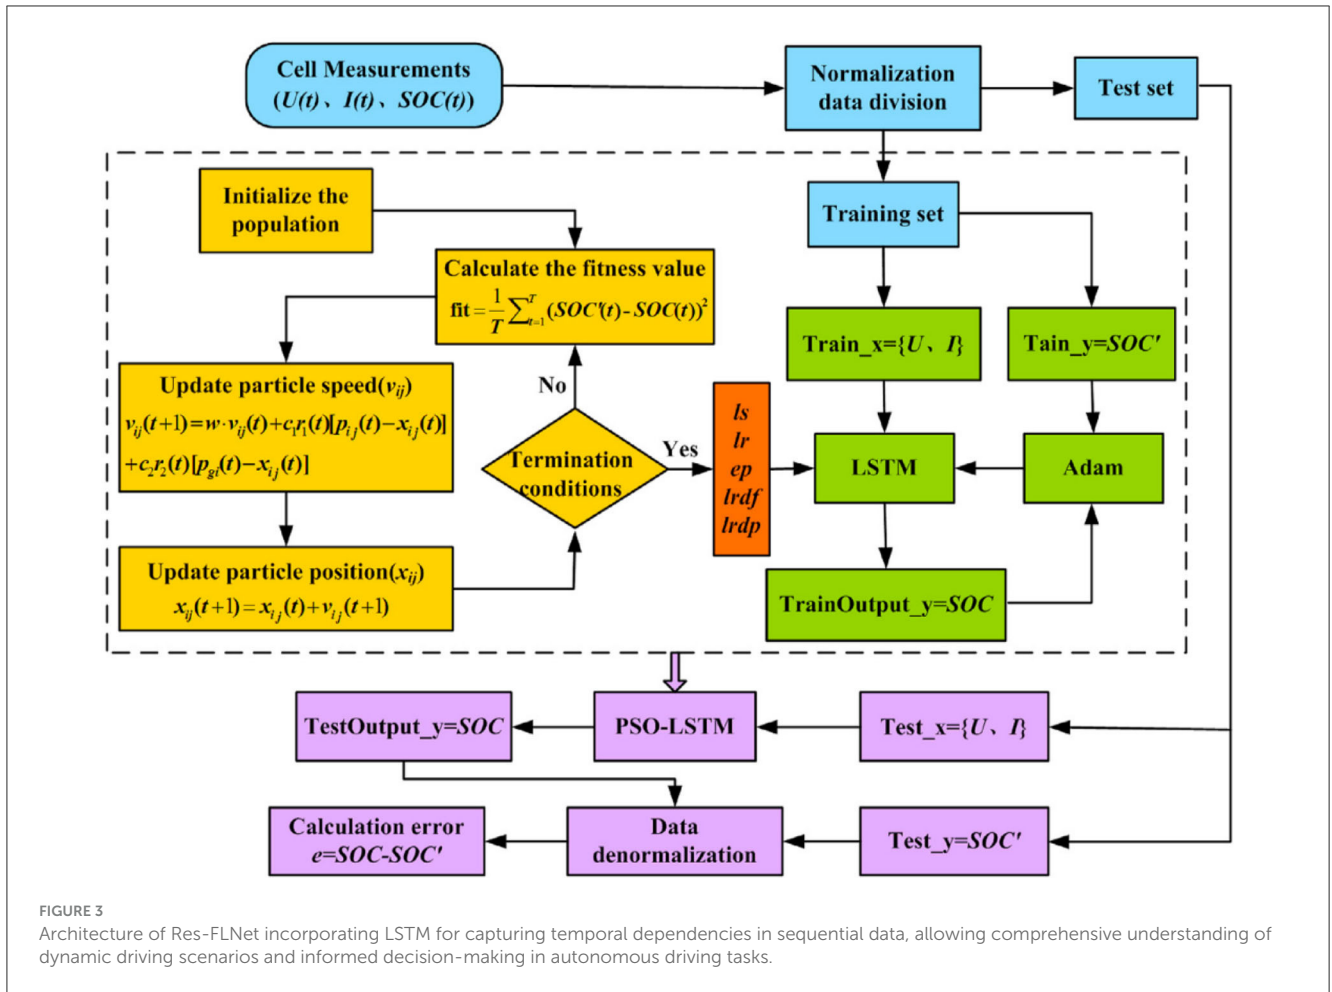 Cell Measurements
(U(t)、I(t)、SOC(t))
Normalization
data division
Test set
Initialize the
population
Training set
Calculate the fitness value
fit = 1/T ∑_{t=1}^{T} (SOC'(t) - SOC(t))²
Train_x={U、I}
Tain_y=SOC'
Update particle speed(v_ij)
v_ij(t+1)=w·v_ij(t)+c₁r₁(t)[p_ij(t)−x_ij(t)]
+c₂r₂(t)[p_gi(t)−x_ij(t)]
No
Termination
conditions
Yes
ls
lr
ep
lrdf
lrdp
LSTM
Adam
Update particle position(x_ij)
x_ij(t+1)=x_ij(t)+v_ij(t+1)
TrainOutput_y=SOC
TestOutput_y=SOC
PSO-LSTM
Test_x={U、I}
Calculation error
e=SOC-SOC'
Data
denormalization
Test_y=SOC'
FIGURE 3
Architecture of Res-FLNet incorporating LSTM for capturing temporal dependencies in sequential data, allowing comprehensive understanding of
dynamic driving scenarios and informed decision-making in autonomous driving tasks.